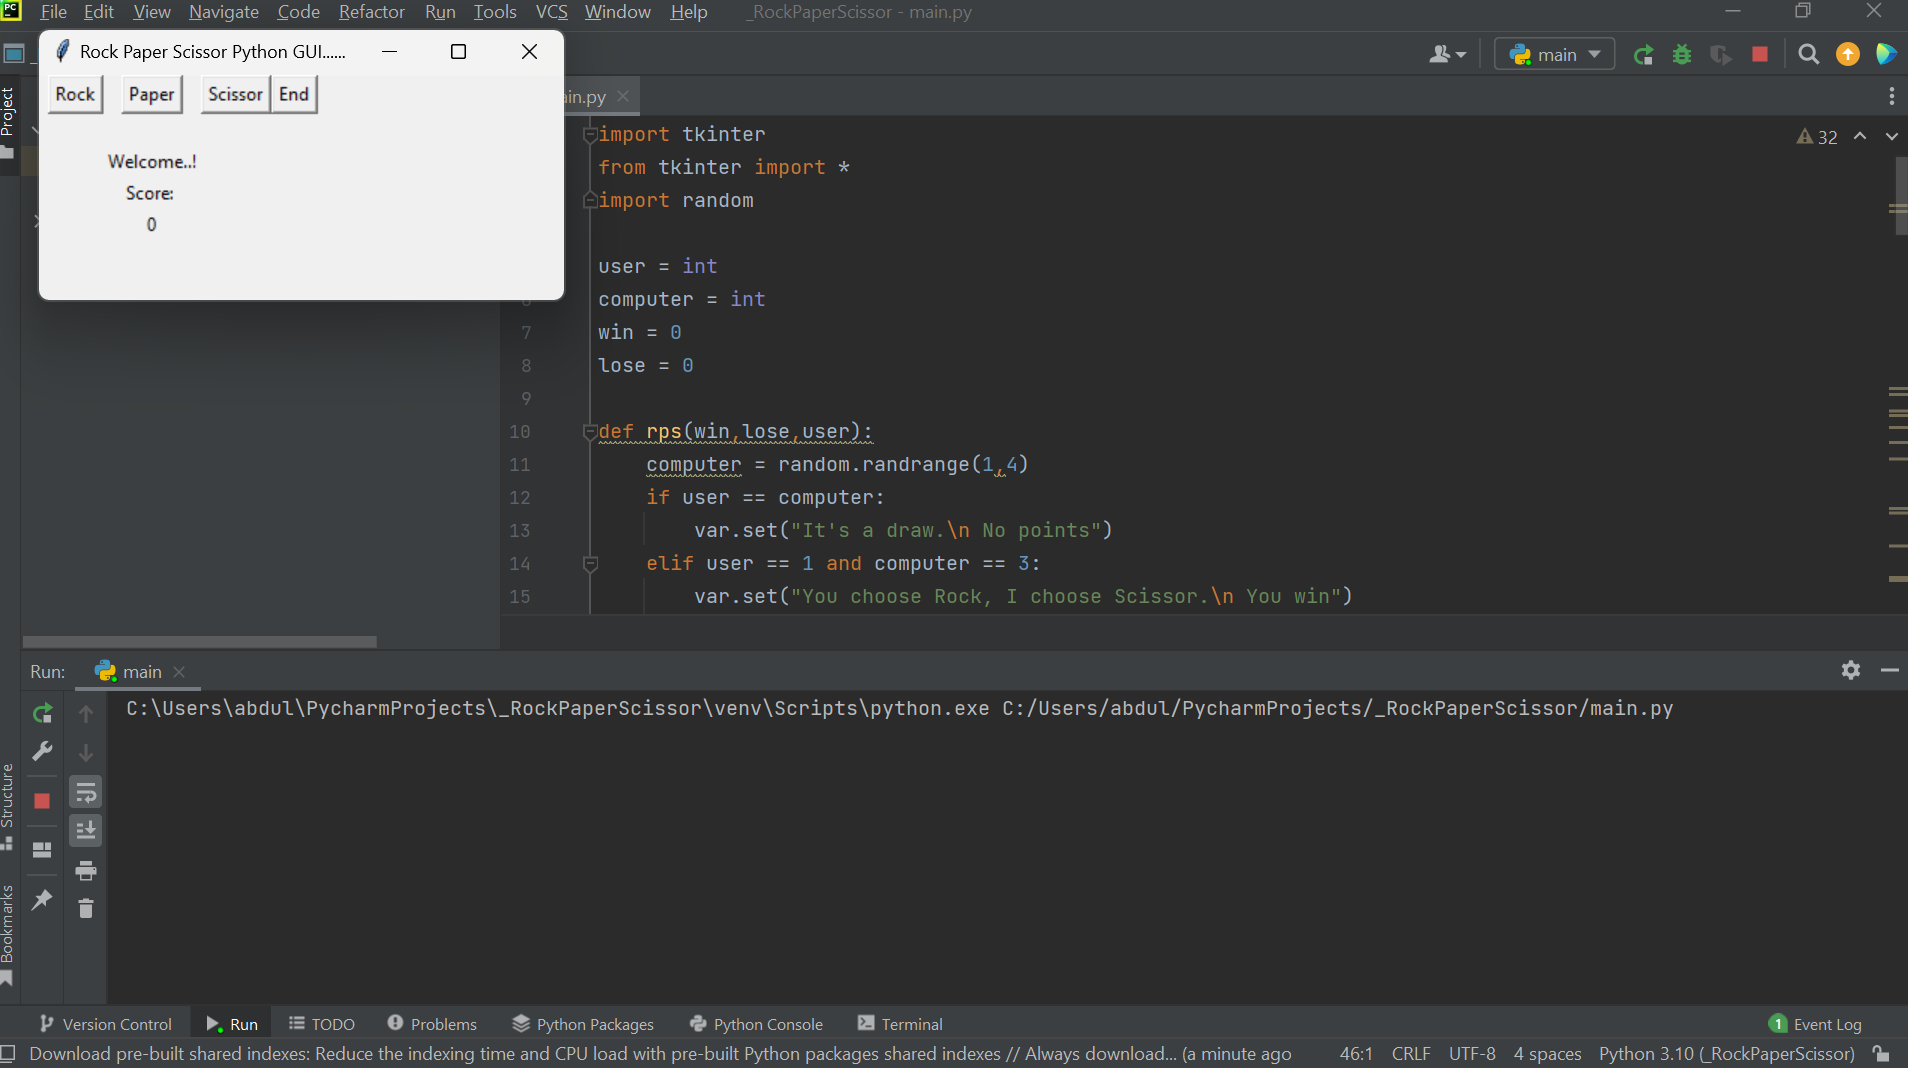 PC File Edit View Navigate Code Refactor Run Tools VCS Window Help _RockPaperScissor - main.py
Rock Paper Scissor Python GUI......
main
Rock Paper Scissor End
Welcome..!
Score:
0
Project
ain.py
32
import tkinter
from tkinter import *
import random
user = int
computer = int
7 win = 0
8 lose = 0
9
10 def rps(win,lose,user):
11 computer = random.randrange(1,4)
12 if user == computer:
13 var.set("It's a draw.\n No points")
14 elif user == 1 and computer == 3:
15 var.set("You choose Rock, I choose Scissor.\n You win")
Run: main
C:\Users\abdul\PycharmProjects\_RockPaperScissor\venv\Scripts\python.exe C:/Users/abdul/PycharmProjects/_RockPaperScissor/main.py
Structure
Bookmarks
Version Control Run TODO Problems Python Packages Python Console Terminal 1 Event Log
Download pre-built shared indexes: Reduce the indexing time and CPU load with pre-built Python packages shared indexes // Always download... (a minute ago 46:1 CRLF UTF-8 4 spaces Python 3.10 (_RockPaperScissor)